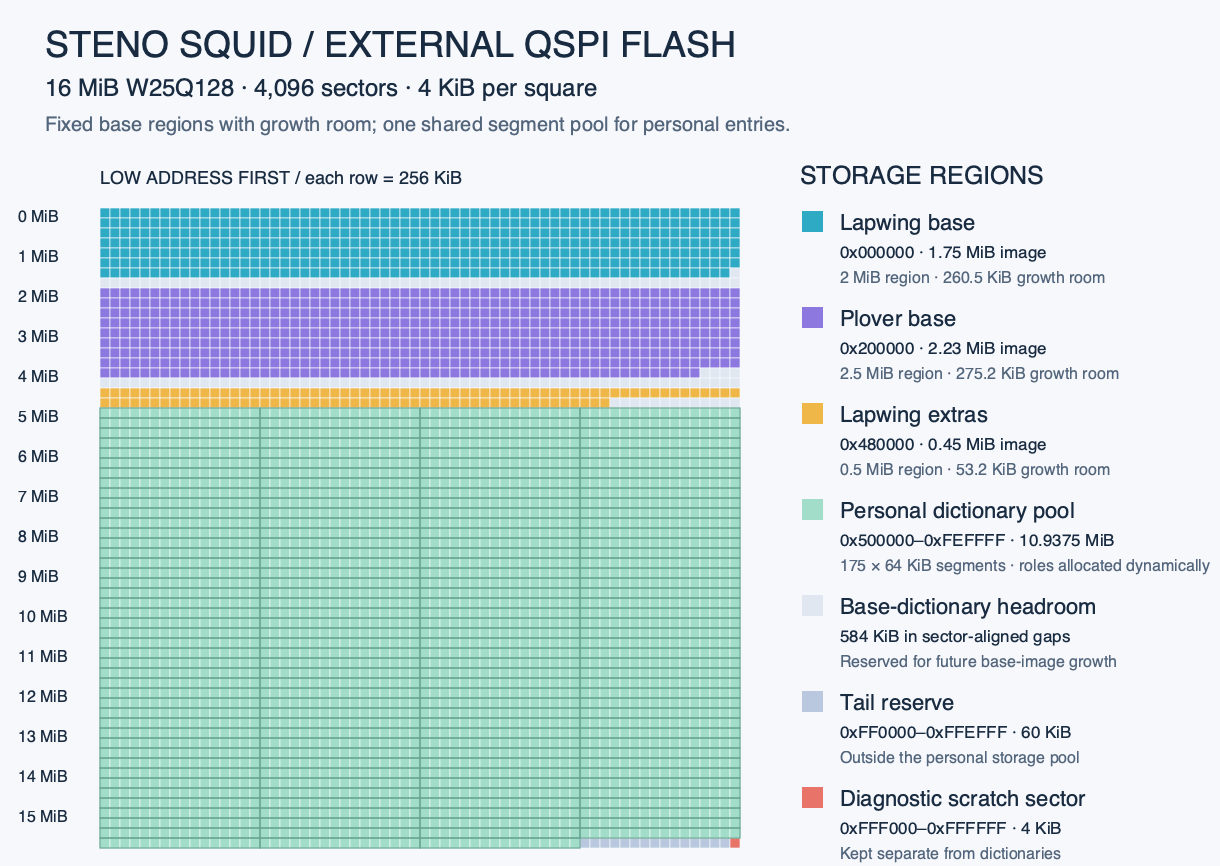 STENO SQUID / EXTERNAL QSPI FLASH
16 MiB W25Q128 · 4,096 sectors · 4 KiB per square
Fixed base regions with growth room; one shared segment pool for personal entries.
LOW ADDRESS FIRST / each row = 256 KiB
0 MiB
1 MiB
2 MiB
3 MiB
4 MiB
5 MiB
6 MiB
7 MiB
8 MiB
9 MiB
10 MiB
11 MiB
12 MiB
13 MiB
14 MiB
15 MiB
STORAGE REGIONS
Lapwing base
0x000000 · 1.75 MiB image
2 MiB region · 260.5 KiB growth room
Plover base
0x200000 · 2.23 MiB image
2.5 MiB region · 275.2 KiB growth room
Lapwing extras
0x480000 · 0.45 MiB image
0.5 MiB region · 53.2 KiB growth room
Personal dictionary pool
0x500000–0xFEFFFF · 10.9375 MiB
175 × 64 KiB segments · roles allocated dynamically
Base-dictionary headroom
584 KiB in sector-aligned gaps
Reserved for future base-image growth
Tail reserve
0xFF0000–0xFFEFFF · 60 KiB
Outside the personal storage pool
Diagnostic scratch sector
0xFFF000–0xFFFFFF · 4 KiB
Kept separate from dictionaries